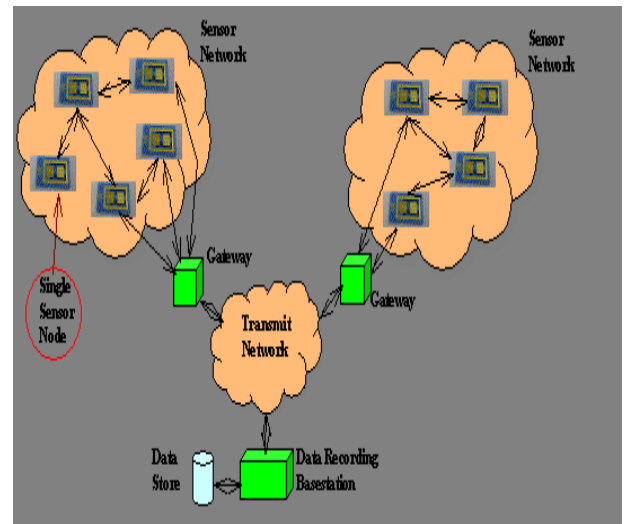 Sensor
Network
Sensor
Network
Gateway
Gateway
Single
Sensor
Node
Transmit
Network
Data
Store
Data Recording
Basestation